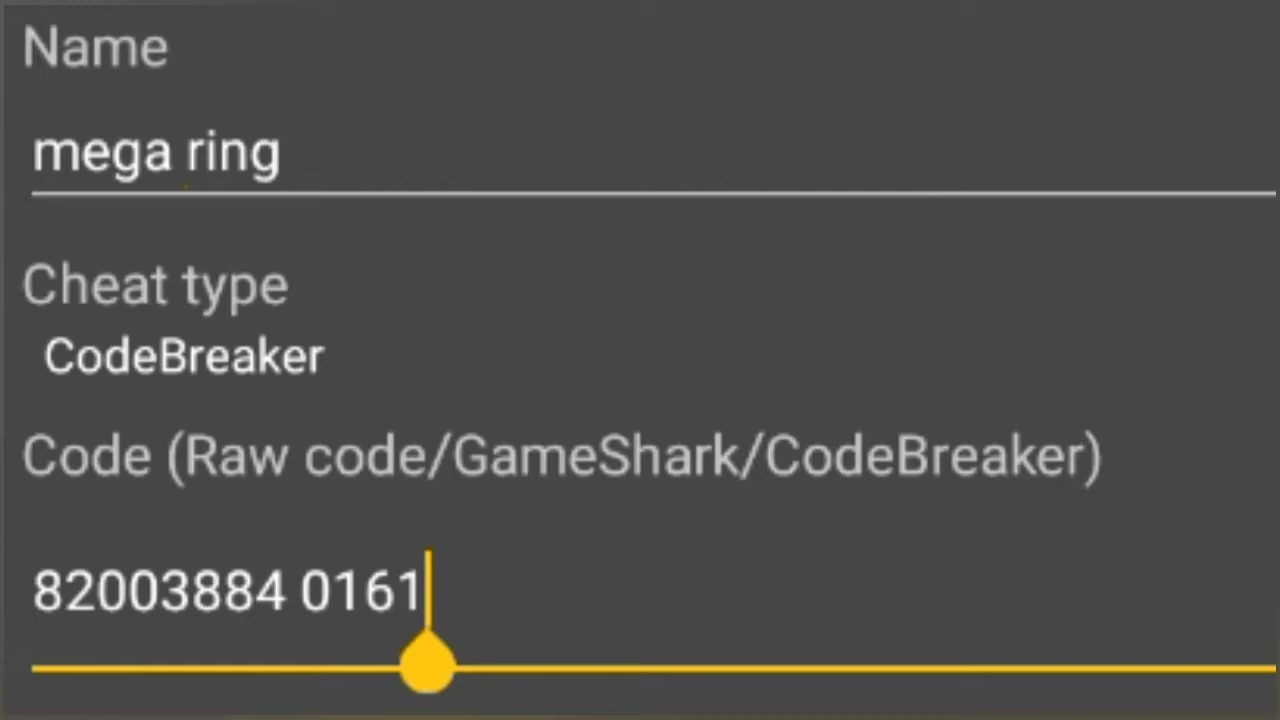 Name
mega ring
Cheat type
CodeBreaker
Code (Raw code/GameShark/CodeBreaker)
82003884 0161